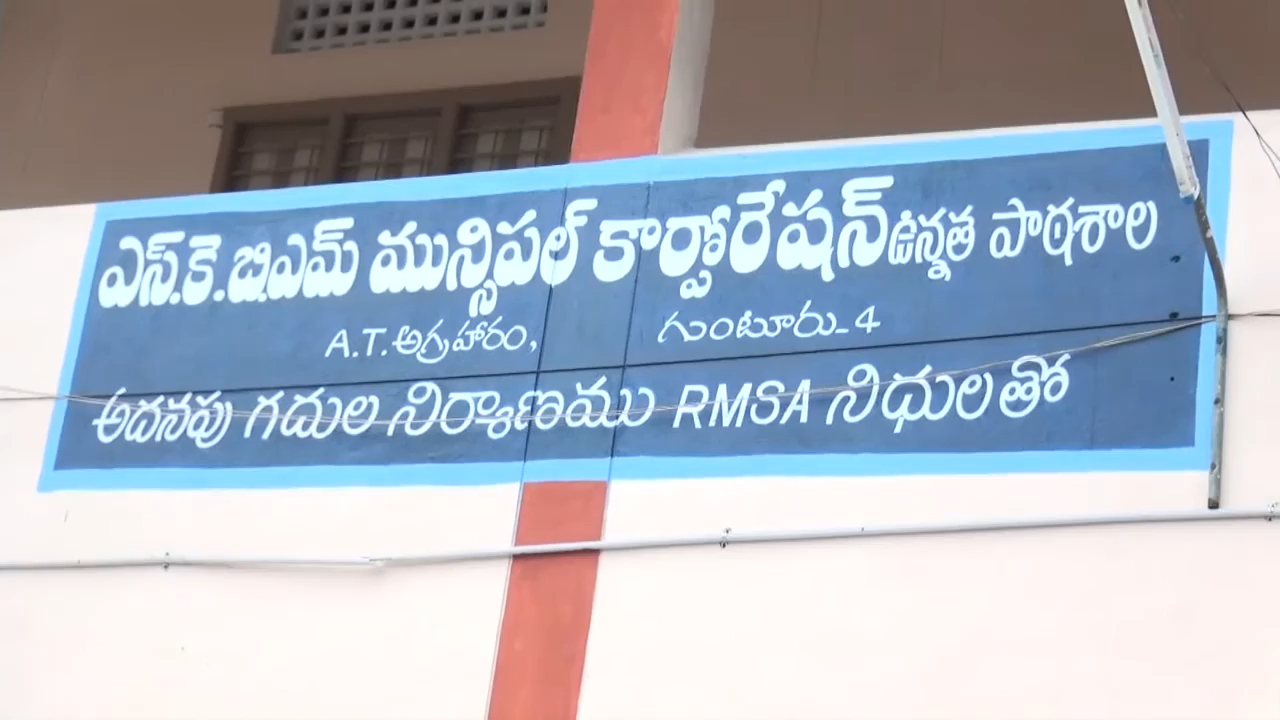 ఎస్.కె.బి.ఎమ్ మున్సిపల్ కార్పోరేషన్ ఉన్నత పాఠశాల
A.T. అగ్రహారం, గుంటూరు-4
అదనపు గదుల నిర్మాణము RMSA నిధులతో